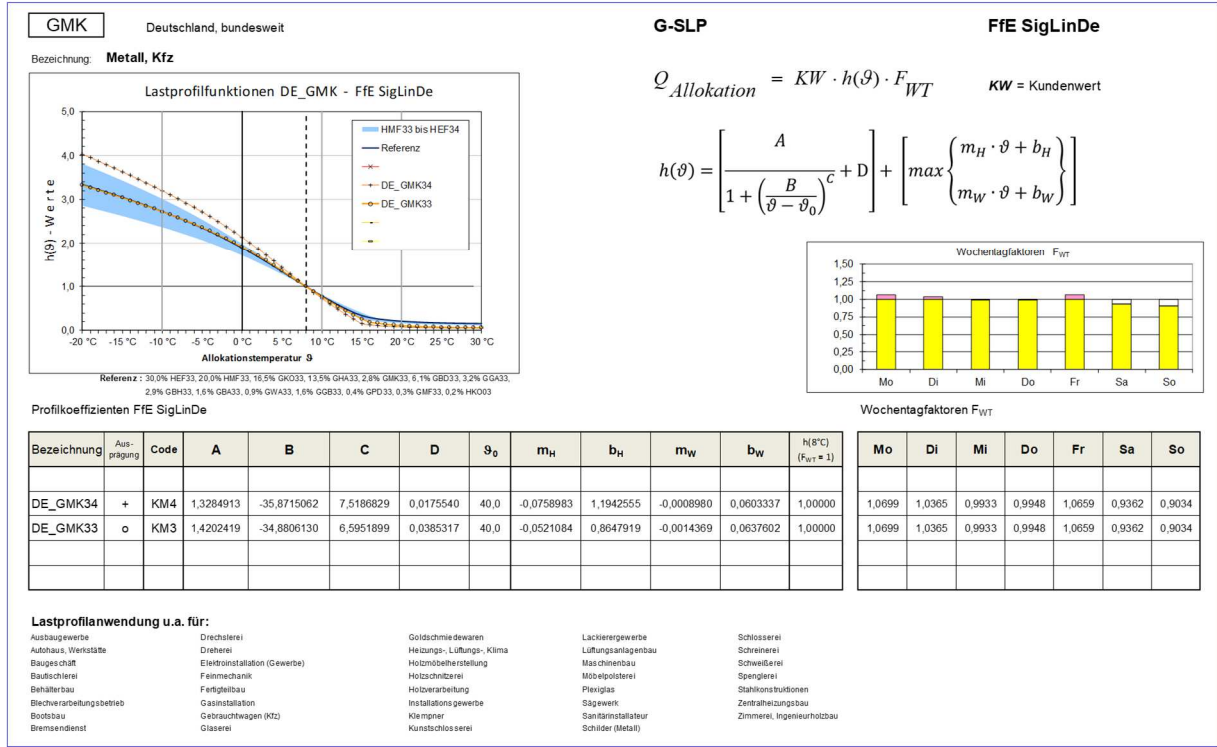 GMK Deutschland, bundesweit
Bezeichnung: Metall, Kfz
G-SLP FfE SigLinDe
Q_Allokation = KW · h(ϑ) · F_WT KW = Kundenwert
h(ϑ) = [ A / (1 + (B / (ϑ − ϑ₀))^C) + D ] + [ max { m_H · ϑ + b_H ; m_W · ϑ + b_W } ]
Lastprofilfunktionen DE_GMK - FfE SigLinDe
h(ϑ) - Werte
5,0
4,0
3,0
2,0
1,0
0,0
-20 °C -15 °C -10 °C -5 °C 0 °C 5 °C 10 °C 15 °C 20 °C 25 °C 30 °C
Allokationstemperatur ϑ
HMF33 bis HEF34
Referenz
DE_GMK34
DE_GMK33
Referenz : 30,0% HEF33, 20,0% HMF33, 16,5% GKO33, 13,5% GHA33, 2,8% GMK33, 6,1% GBD33, 3,2% GGA33,
2,9% GBH33, 1,6% GBA33, 0,9% GWA33, 1,6% GGB33, 0,4% GPD33, 0,3% GMF33, 0,2% HKO03
Wochentagfaktoren F_WT
1,50
1,25
1,00
0,75
0,50
0,25
0,00
Mo Di Mi Do Fr Sa So
Profilkoeffizienten FfE SigLinDe
Bezeichnung Aus-prägung Code A B C D ϑ₀ m_H b_H m_W b_W h(8°C) (F_WT = 1)
DE_GMK34 + KM4 1,3284913 -35,8715062 7,5186829 0,0175540 40,0 -0,0758983 1,1942555 -0,0008980 0,0603337 1,00000
DE_GMK33 o KM3 1,4202419 -34,8806130 6,5951899 0,0385317 40,0 -0,0521084 0,8647919 -0,0014369 0,0637602 1,00000
Wochentagfaktoren F_WT
Mo Di Mi Do Fr Sa So
1,0699 1,0365 0,9933 0,9948 1,0659 0,9362 0,9034
1,0699 1,0365 0,9933 0,9948 1,0659 0,9362 0,9034
Lastprofilanwendung u.a. für:
Ausbaugewerbe
Autohaus, Werkstätte
Baugeschäft
Bautischlerei
Behälterbau
Blechverarbeitungsbetrieb
Bootsbau
Bremsendienst
Drechslerei
Dreherei
Elektroinstallation (Gewerbe)
Feinmechanik
Fertigteilbau
Gasinstallation
Gebrauchtwagen (Kfz)
Glaserei
Goldschmiedewaren
Heizungs-, Lüftungs-, Klima
Holzmöbelherstellung
Holzschnitzerei
Holzverarbeitung
Installationsgewerbe
Klempner
Kunstschlosserei
Lackierergewerbe
Lüftungsanlagenbau
Maschinenbau
Möbelpolsterei
Plexiglas
Sägewerk
Sanitärinstallateur
Schilder (Metall)
Schlosserei
Schreinerei
Schweißerei
Spenglerei
Stahlkonstruktionen
Zentralheizungsbau
Zimmerei, Ingenieurholzbau